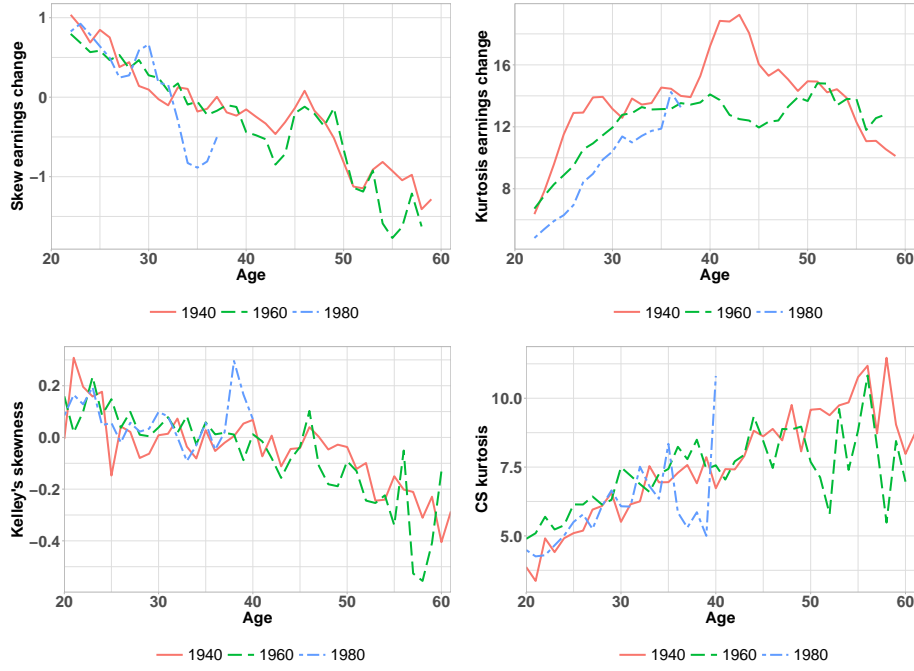 Skew earnings change
1
0
−1
20 30 40 50 60
Age
1940 1960 1980
Kurtosis earnings change
16
12
8
20 30 40 50 60
Age
1940 1960 1980
Kelley's skewness
0.2
0.0
−0.2
−0.4
20 30 40 50 60
Age
1940 1960 1980
CS kurtosis
10.0
7.5
5.0
20 30 40 50 60
Age
1940 1960 1980